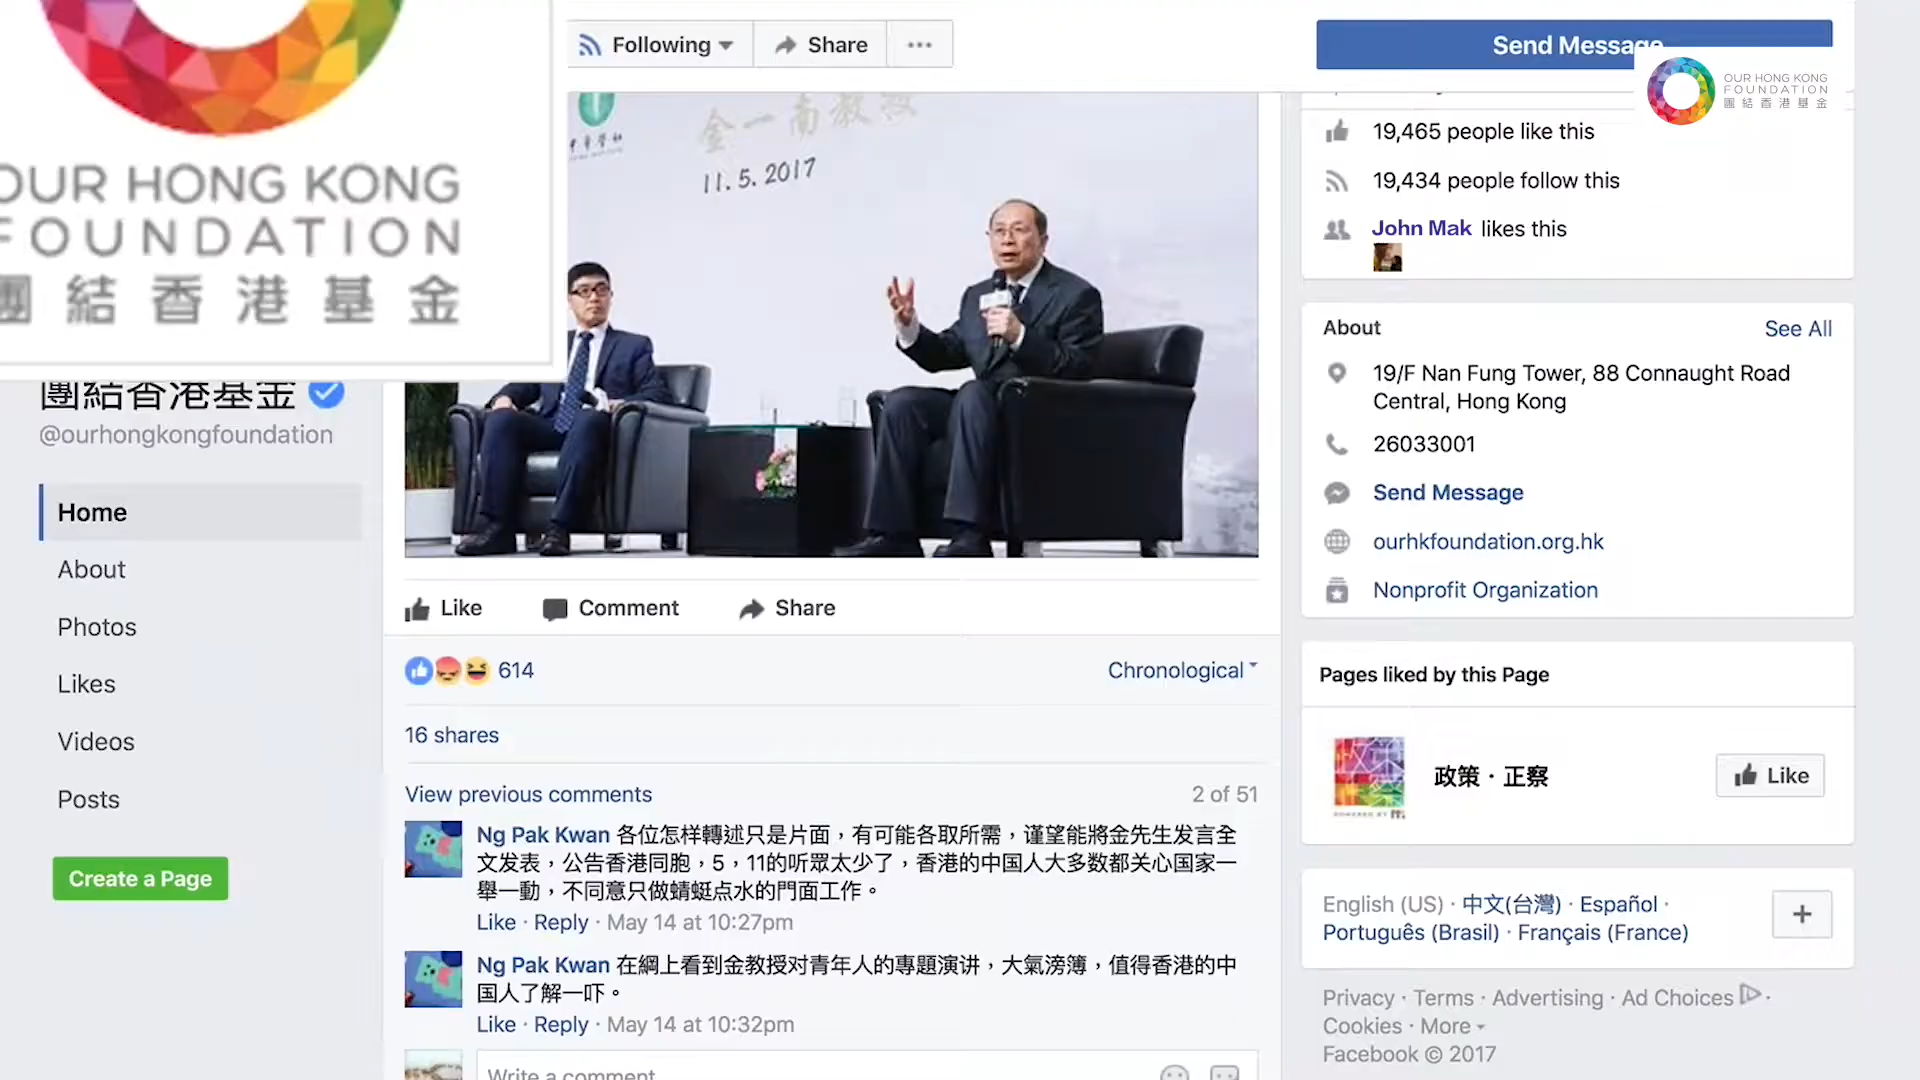 OUR HONG KONG
FOUNDATION
團結香港基金
Following
Share
Send Message
OUR HONG KONG
FOUNDATION
團結香港基金
金一南教授
11.5.2017
19,465 people like this
19,434 people follow this
John Mak likes this
團結香港基金
@ourhongkongfoundation
Home
About
Photos
Likes
Videos
Posts
Create a Page
Like
Comment
Share
614
Chronological
16 shares
View previous comments
2 of 51
Ng Pak Kwan 各位怎样轉述只是片面，有可能各取所需，谨望能將金先生发言全
文发表，公告香港同胞，5，11的听眾太少了，香港的中国人大多数都关心国家一
舉一動，不同意只做蜻蜓点水的門面工作。
Like · Reply · May 14 at 10:27pm
Ng Pak Kwan 在綱上看到金教授对青年人的專題演讲，大氣滂簿，值得香港的中
国人了解一吓。
Like · Reply · May 14 at 10:32pm
Write a comment
About
See All
19/F Nan Fung Tower, 88 Connaught Road
Central, Hong Kong
26033001
Send Message
ourhkfoundation.org.hk
Nonprofit Organization
Pages liked by this Page
政策·正察
Like
English (US) · 中文(台灣) · Español ·
Português (Brasil) · Français (France)
Privacy · Terms · Advertising · Ad Choices ·
Cookies · More
Facebook © 2017